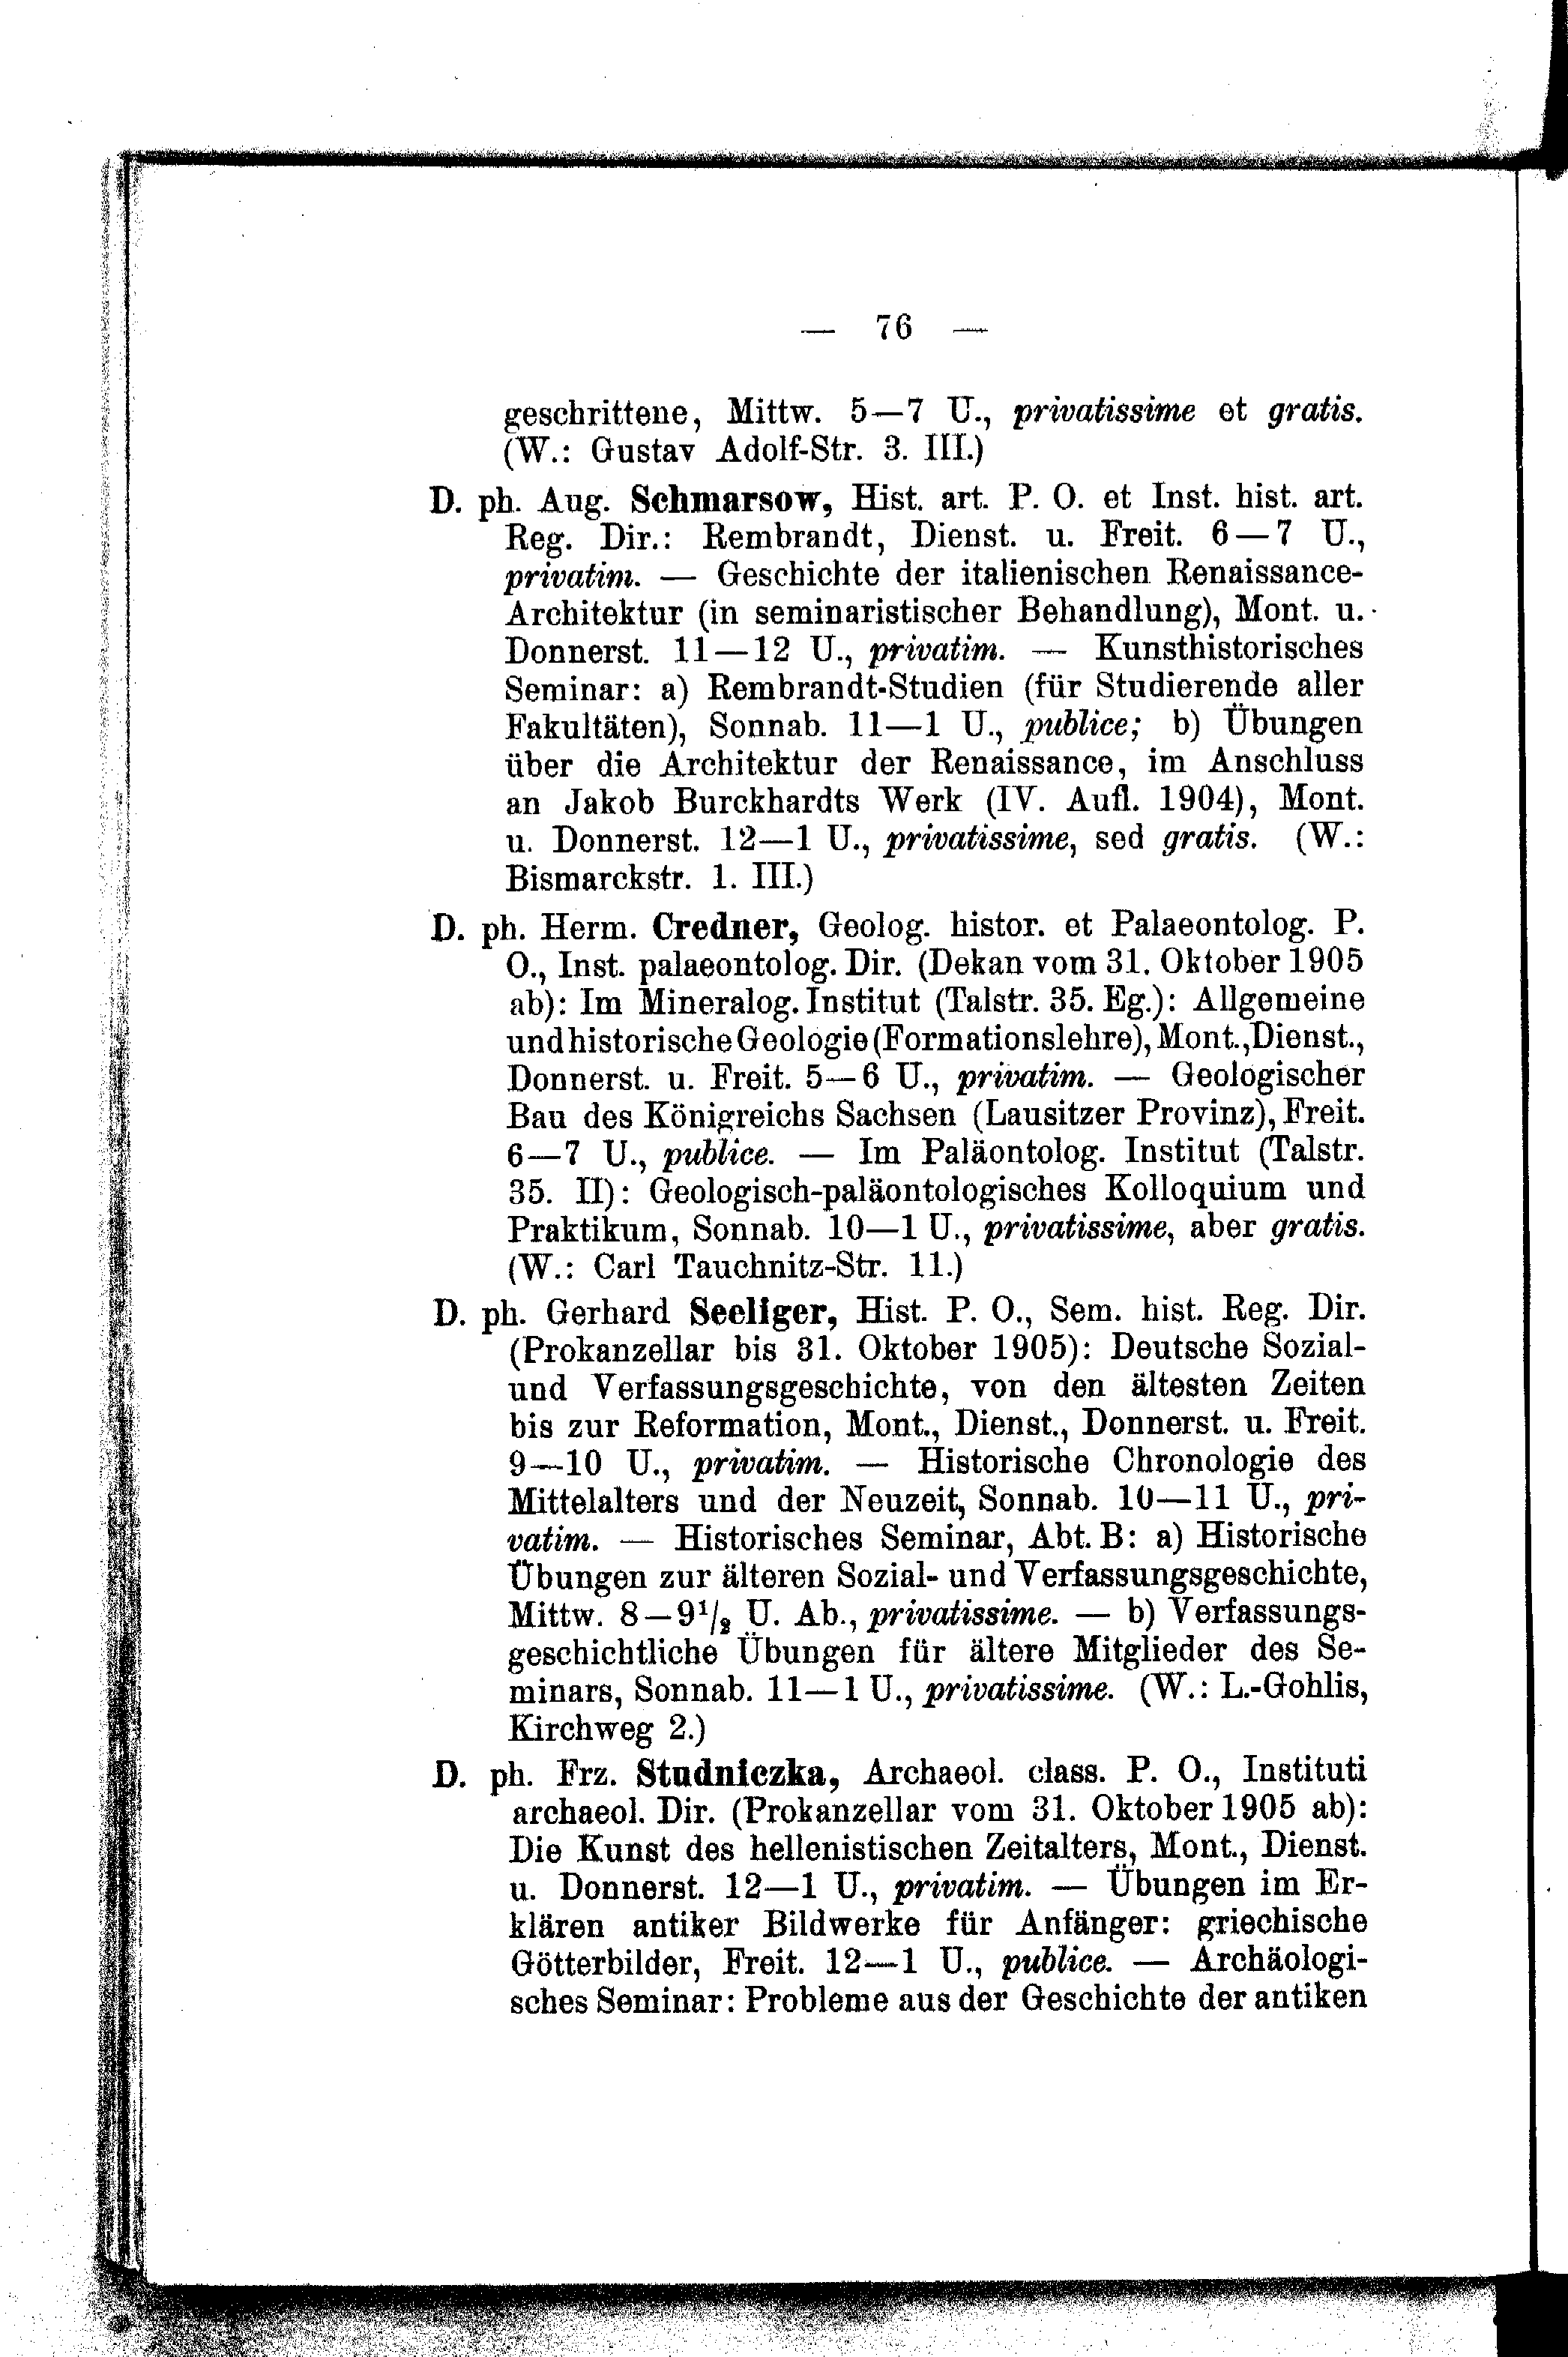 — 76 —
geschrittene, Mittw. 5—7 U., privatissime et gratis.
(W.: Gustav Adolf-Str. 3. III.)
D. ph. Aug. Schmarsow, Hist. art. P. O. et Inst. hist. art.
Reg. Dir.: Rembrandt, Dienst. u. Freit. 6—7 U.,
privatim. — Geschichte der italienischen Renaissance-
Architektur (in seminaristischer Behandlung), Mont. u.
Donnerst. 11—12 U., privatim. — Kunsthistorisches
Seminar: a) Rembrandt-Studien (für Studierende aller
Fakultäten), Sonnab. 11—1 U., publice; b) Übungen
über die Architektur der Renaissance, im Anschluss
an Jakob Burckhardts Werk (IV. Aufl. 1904), Mont.
u. Donnerst. 12—1 U., privatissime, sed gratis. (W.:
Bismarckstr. 1. III.)
D. ph. Herm. Credner, Geolog. histor. et Palaeontolog. P.
O., Inst. palaeontolog. Dir. (Dekan vom 31. Oktober 1905
ab): Im Mineralog. Institut (Talstr. 35. Eg.): Allgemeine
und historische Geologie (Formationslehre), Mont., Dienst.,
Donnerst. u. Freit. 5—6 U., privatim. — Geologischer
Bau des Königreichs Sachsen (Lausitzer Provinz), Freit.
6—7 U., publice. — Im Paläontolog. Institut (Talstr.
35. II): Geologisch-paläontologisches Kolloquium und
Praktikum, Sonnab. 10—1 U., privatissime, aber gratis.
(W.: Carl Tauchnitz-Str. 11.)
D. ph. Gerhard Seeliger, Hist. P. O., Sem. hist. Reg. Dir.
(Prokanzellar bis 31. Oktober 1905): Deutsche Sozial-
und Verfassungsgeschichte, von den ältesten Zeiten
bis zur Reformation, Mont., Dienst., Donnerst. u. Freit.
9—10 U., privatim. — Historische Chronologie des
Mittelalters und der Neuzeit, Sonnab. 10—11 U., pri-
vatim. — Historisches Seminar, Abt. B: a) Historische
Übungen zur älteren Sozial- und Verfassungsgeschichte,
Mittw. 8—9¹/₂ U. Ab., privatissime. — b) Verfassungs-
geschichtliche Übungen für ältere Mitglieder des Se-
minars, Sonnab. 11—1 U., privatissime. (W.: L.-Gohlis,
Kirchweg 2.)
D. ph. Frz. Studniczka, Archaeol. class. P. O., Instituti
archaeol. Dir. (Prokanzellar vom 31. Oktober 1905 ab):
Die Kunst des hellenistischen Zeitalters, Mont., Dienst.
u. Donnerst. 12—1 U., privatim. — Übungen im Er-
klären antiker Bildwerke für Anfänger: griechische
Götterbilder, Freit. 12—1 U., publice. — Archäologi-
sches Seminar: Probleme aus der Geschichte der antiken